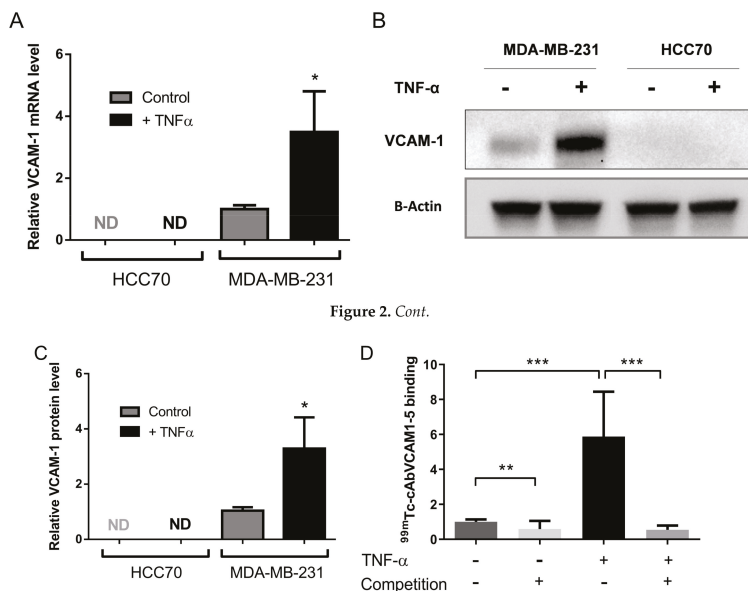 A
Relative VCAM-1 mRNA level
6
4
2
0
Control
+ TNFα
*
ND
ND
HCC70
MDA-MB-231
B
MDA-MB-231
HCC70
TNF-α
-
+
-
+
VCAM-1
B-Actin
Figure 2. Cont.
C
Relative VCAM-1 protein level
6
4
2
0
Control
+ TNFα
*
ND
ND
HCC70
MDA-MB-231
D
99mTc-cAbVCAM1-5 binding
10
8
6
4
2
0
***
***
**
TNF-α - - + +
Competition - + - +